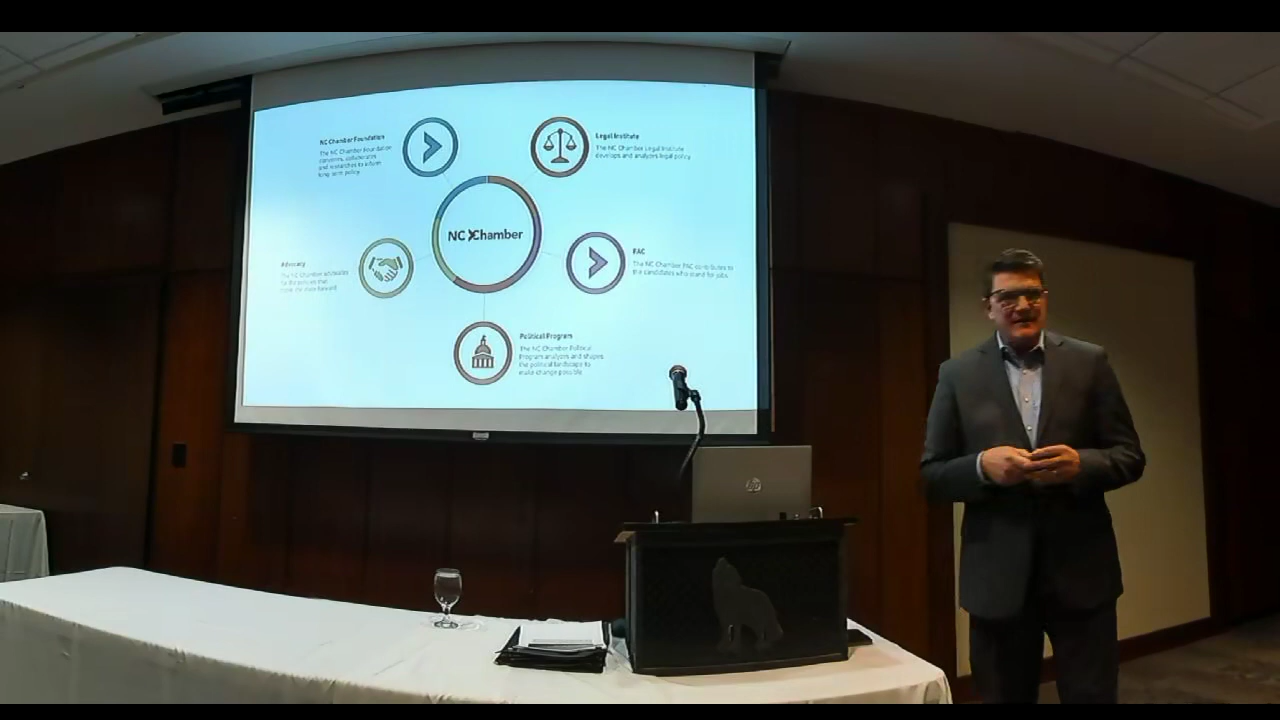 NC Chamber Foundation
The NC Chamber Foundation
convenes, collaborates
and researches to inform
long-term policy.
Legal Institute
The NC Chamber Legal Institute
develops and analyzes legal policy
NC Chamber
Advocacy
The NC Chamber advocates
for the policies that
move the state forward.
PAC
The NC Chamber PAC contributes to
the candidates who stand for jobs.
Political Program
The NC Chamber Political
Program analyzes and shapes
the political landscape to
make change possible
hp